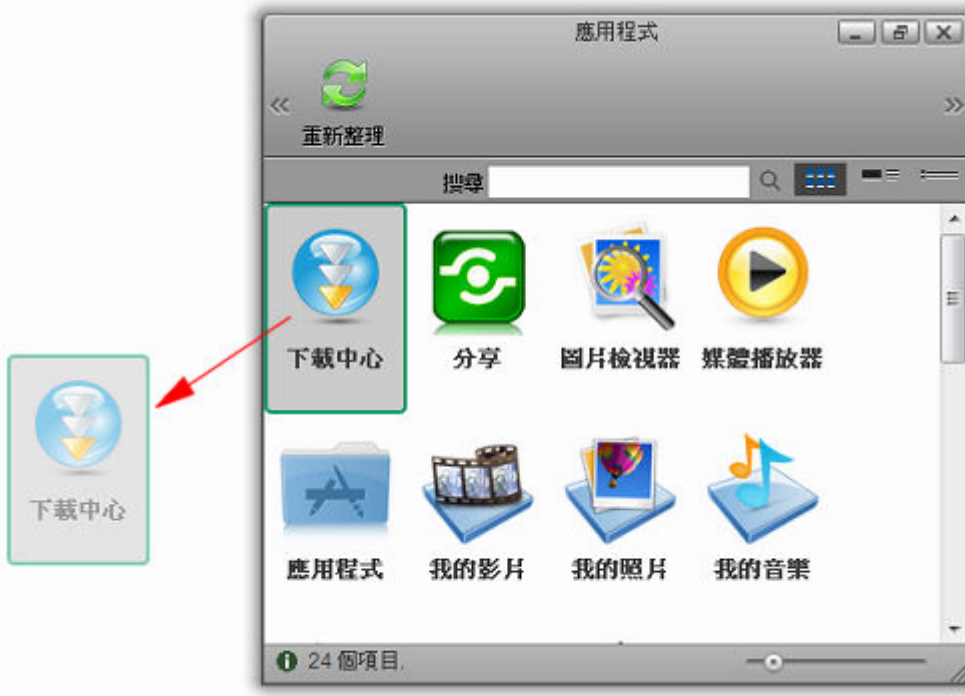 應用程式
重新整理
搜尋
下載中心
分享
圖片檢視器
媒體播放器
下載中心
應用程式
我的影片
我的照片
我的音樂
24 個項目.